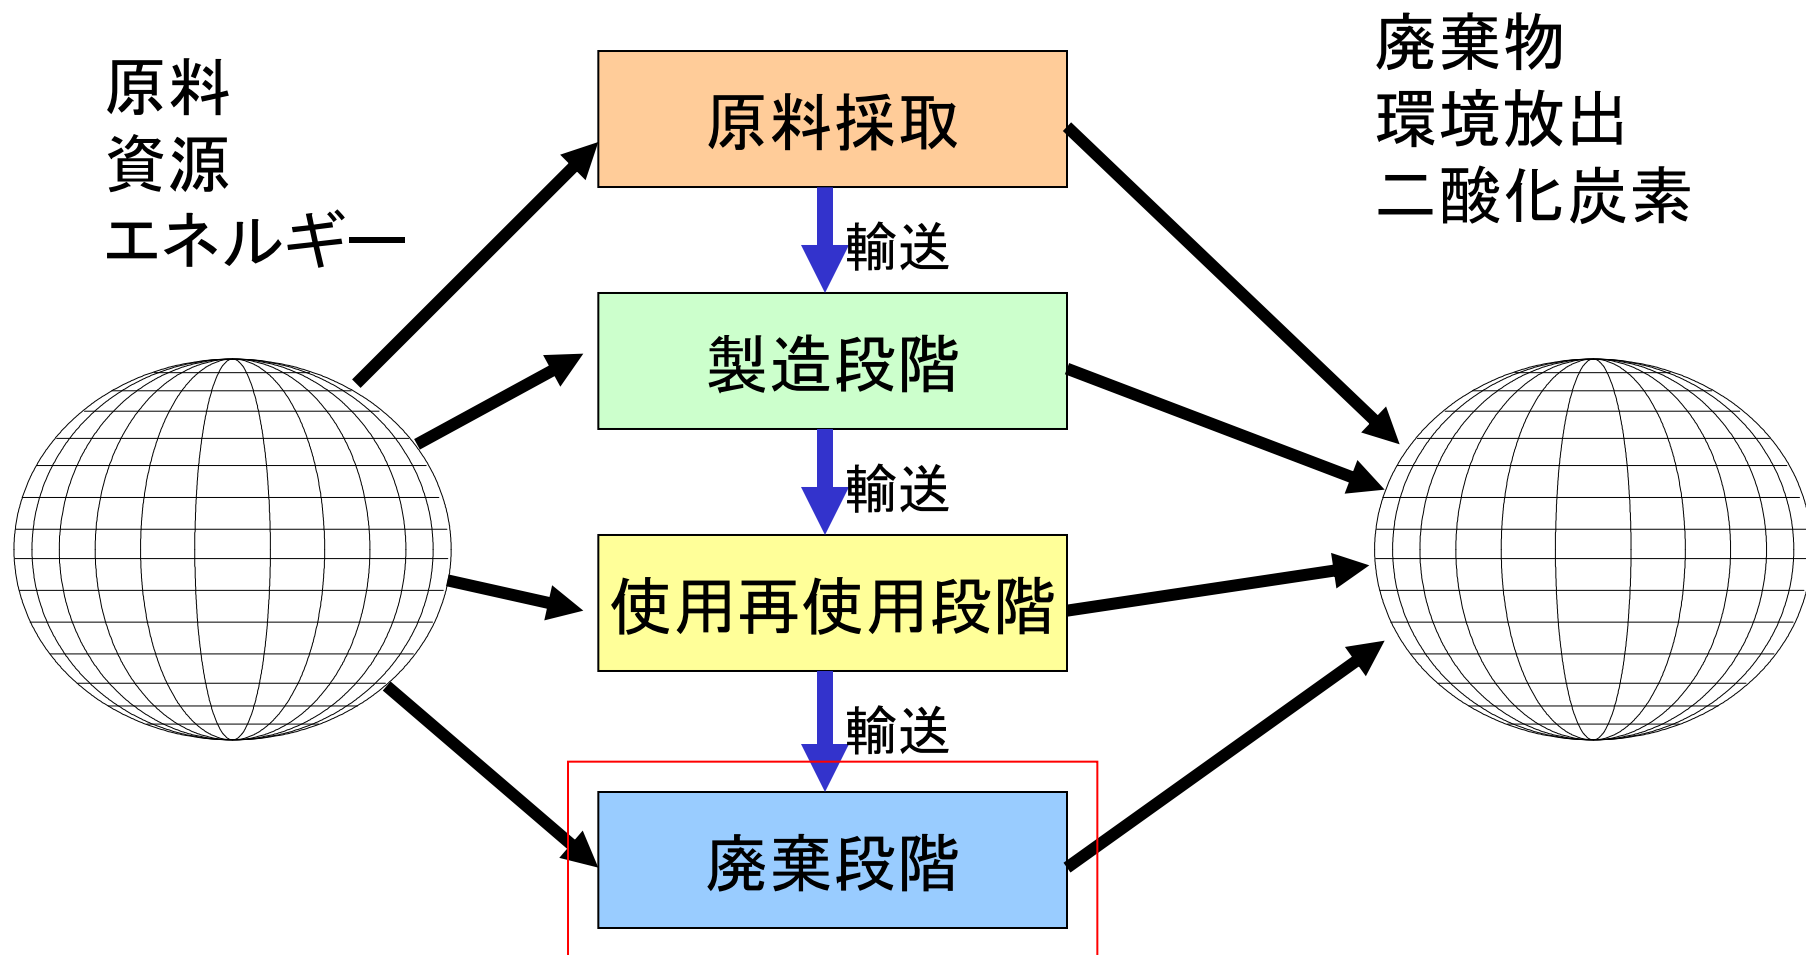 原料
資源
エネルギー
原料採取
輸送
製造段階
輸送
使用再使用段階
輸送
廃棄段階
廃棄物
環境放出
二酸化炭素